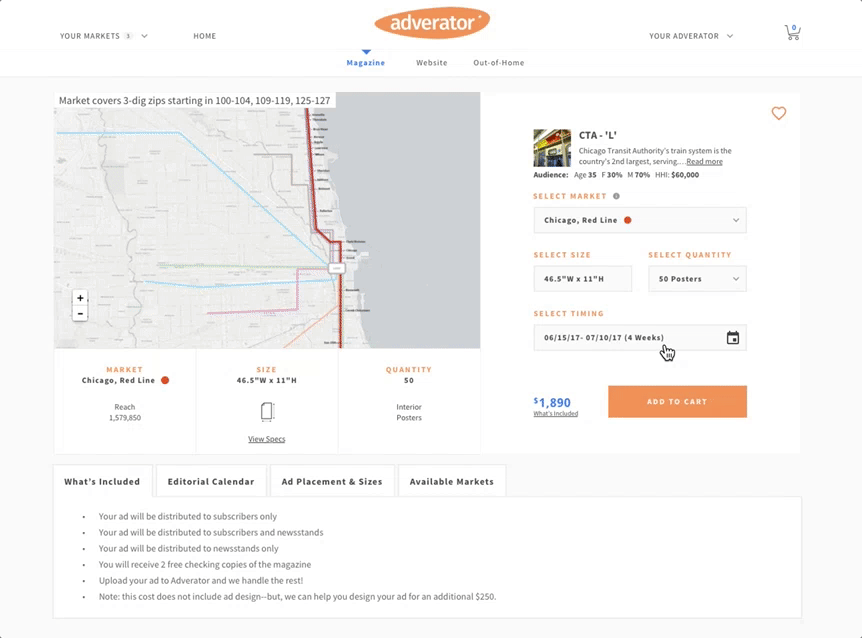 adverator
YOUR MARKETS 3
HOME
YOUR ADVERATOR
0
Magazine
Website
Out-of-Home
Market covers 3-dig zips starting in 100-104, 109-119, 125-127
+
-
CTA - 'L'
Chicago Transit Authority's train system is the
country's 2nd largest, serving....Read more
Audience: Age 35 F 30% M 70% HHI: $60,000
SELECT MARKET
Chicago, Red Line
SELECT SIZE
SELECT QUANTITY
46.5"W x 11"H
50 Posters
SELECT TIMING
06/15/17- 07/10/17 (4 Weeks)
$1,890
What's Included
ADD TO CART
MARKET
Chicago, Red Line
Reach
1,579,850
SIZE
46.5"W x 11"H
View Specs
QUANTITY
50
Interior
Posters
What's Included
Editorial Calendar
Ad Placement & Sizes
Available Markets
• Your ad will be distributed to subscribers only
• Your ad will be distributed to subscribers and newsstands
• Your ad will be distributed to newsstands only
• You will receive 2 free checking copies of the magazine
• Upload your ad to Adverator and we handle the rest!
• Note: this cost does not include ad design--but, we can help you design your ad for an additional $250.